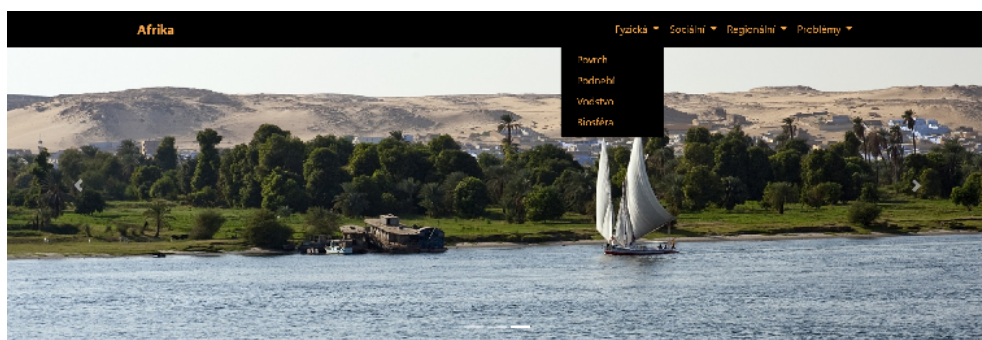 Afrika
Fyzická Sociální Regionální Problémy
Povrch
Podnebí
Vodstvo
Biosféra